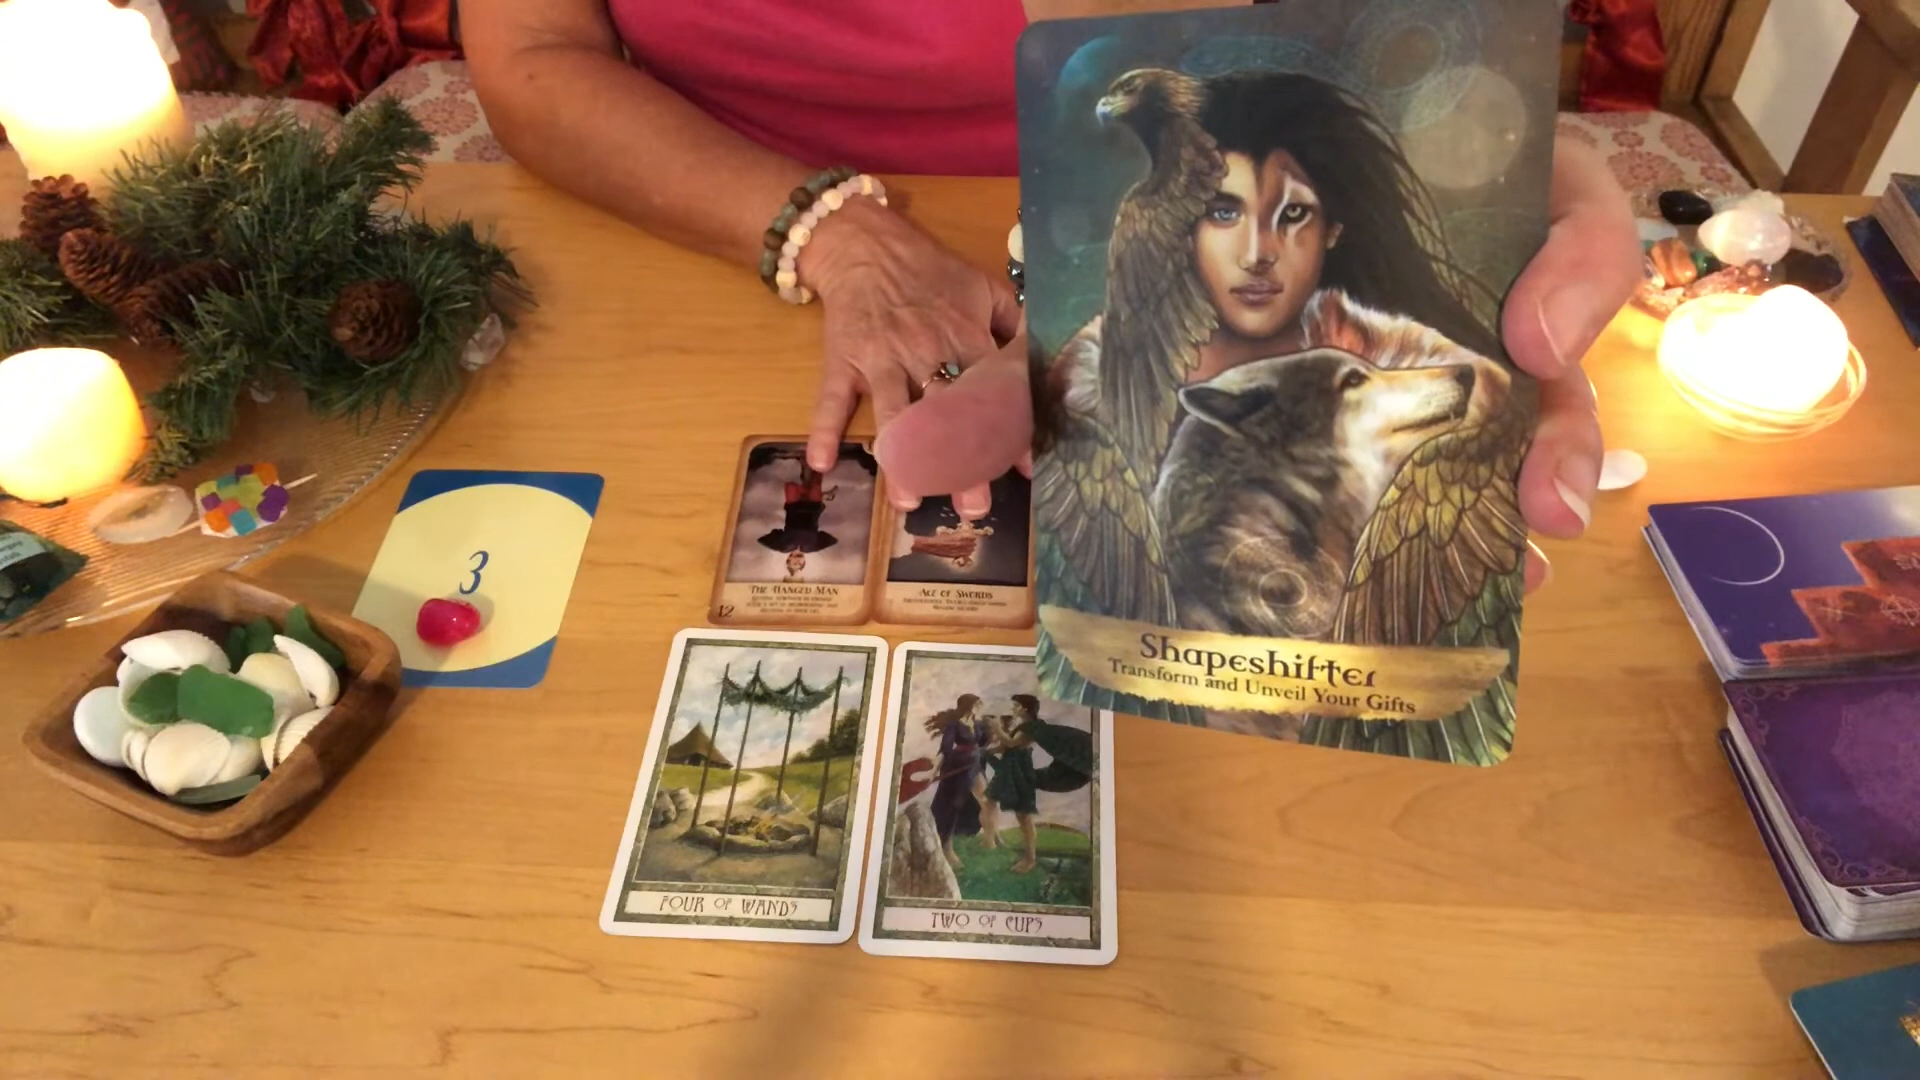 Shapeshifter
Transform and Unveil Your Gifts
3
THE HANGED MAN
12
ACE OF SWORDS
FOUR OF WANDS
TWO OF CUPS